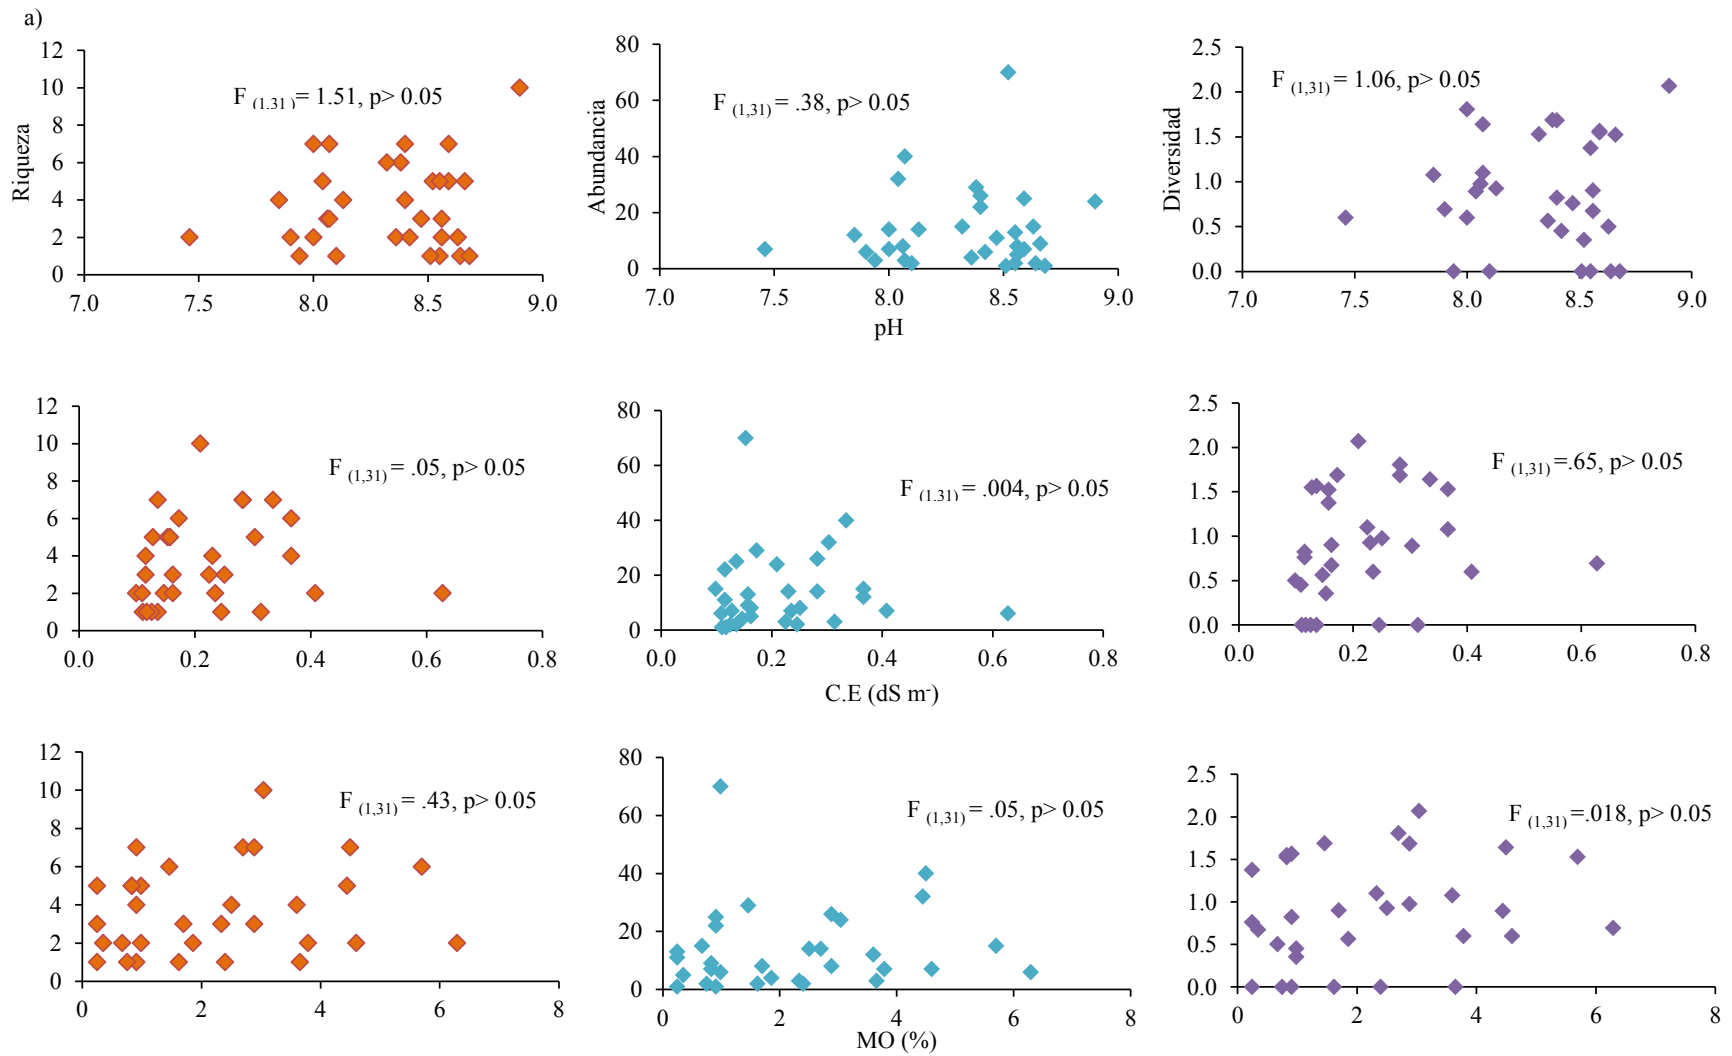 a)
Riqueza
12
10
8
6
4
2
0
7.0 7.5 8.0 8.5 9.0
F (1,31) = 1.51, p> 0.05
Abundancia
80
60
40
20
0
7.0 7.5 8.0 8.5 9.0
F (1,31) = .38, p> 0.05
pH
Diversidad
2.5
2.0
1.5
1.0
0.5
0.0
7.0 7.5 8.0 8.5 9.0
F (1,31) = 1.06, p> 0.05
12
10
8
6
4
2
0
0.0 0.2 0.4 0.6 0.8
F (1,31) = .05, p> 0.05
80
60
40
20
0
0.0 0.2 0.4 0.6 0.8
F (1,31) = .004, p> 0.05
C.E (dS m-)
2.5
2.0
1.5
1.0
0.5
0.0
0.0 0.2 0.4 0.6 0.8
F (1,31) =.65, p> 0.05
12
10
8
6
4
2
0
0 2 4 6 8
F (1,31) = .43, p> 0.05
80
60
40
20
0
0 2 4 6 8
F (1,31) = .05, p> 0.05
MO (%)
2.5
2.0
1.5
1.0
0.5
0.0
0 2 4 6 8
F (1,31) =.018, p> 0.05